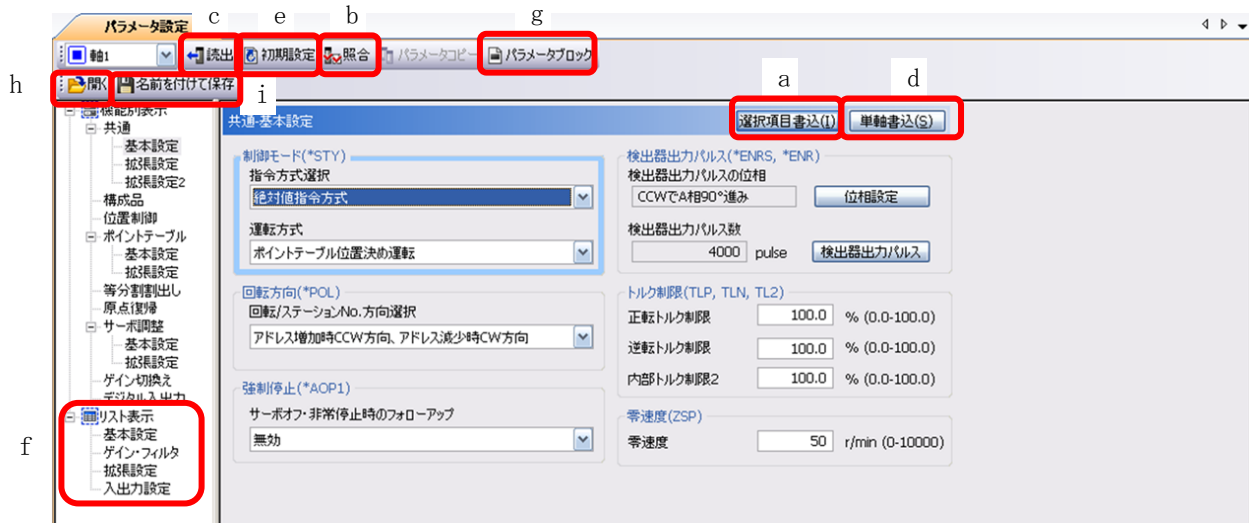 c e b g
パラメータ設定
軸1 読出 初期設定 照合 パラメータコピー パラメータブロック
h 開く 名前を付けて保存 i a d
機能別表示
共通
基本設定
拡張設定
拡張設定2
構成品
位置制御
ポイントテーブル
基本設定
拡張設定
等分割割出し
原点復帰
サーボ調整
基本設定
拡張設定
ゲイン切換え
デジタル入出力
f
リスト表示
基本設定
ゲイン・フィルタ
拡張設定
入出力設定
共通-基本設定 選択項目書込(I) 単軸書込(S)
制御モード(*STY)
指令方式選択
絶対値指令方式
運転方式
ポイントテーブル位置決め運転
回転方向(*POL)
回転/ステーションNo.方向選択
アドレス増加時CCW方向、アドレス減少時CW方向
強制停止(*AOP1)
サーボオフ・非常停止時のフォローアップ
無効
検出器出力パルス(*ENRS, *ENR)
検出器出力パルスの位相
CCWでA相90°進み 位相設定
検出器出力パルス数
4000 pulse 検出器出力パルス
トルク制限(TLP, TLN, TL2)
正転トルク制限 100.0 % (0.0-100.0)
逆転トルク制限 100.0 % (0.0-100.0)
内部トルク制限2 100.0 % (0.0-100.0)
零速度(ZSP)
零速度 50 r/min (0-10000)